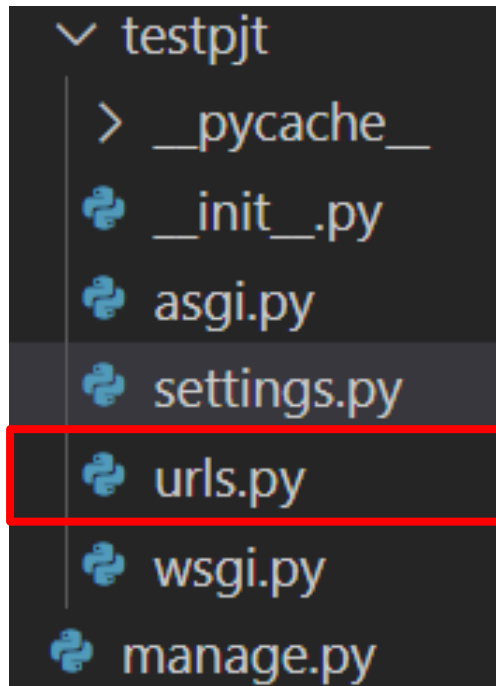 testpjt
__pycache__
__init__.py
asgi.py
settings.py
urls.py
wsgi.py
manage.py